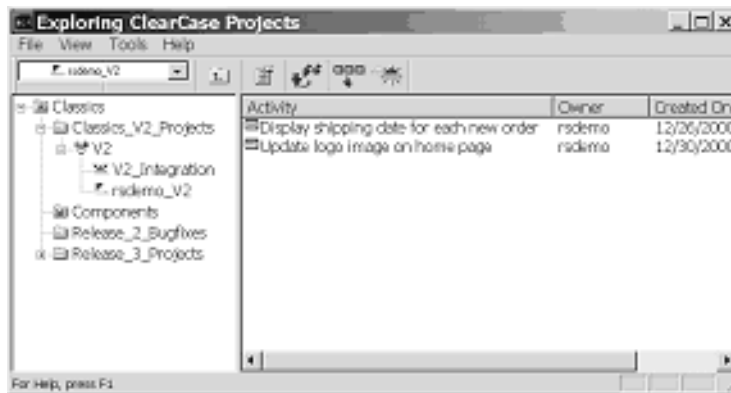 Exploring ClearCase Projects
File View Tools Help
rsdemo_V2
Activity Owner Created On
Classics
Classics_V2_Projects
V2
V2_Integration
rsdemo_V2
Components
Release_2_Bugfixes
Release_3_Projects
Display shipping date for each new order rsdemo 12/26/2000
Update logo image on home page rsdemo 12/30/2000
For Help, press F1